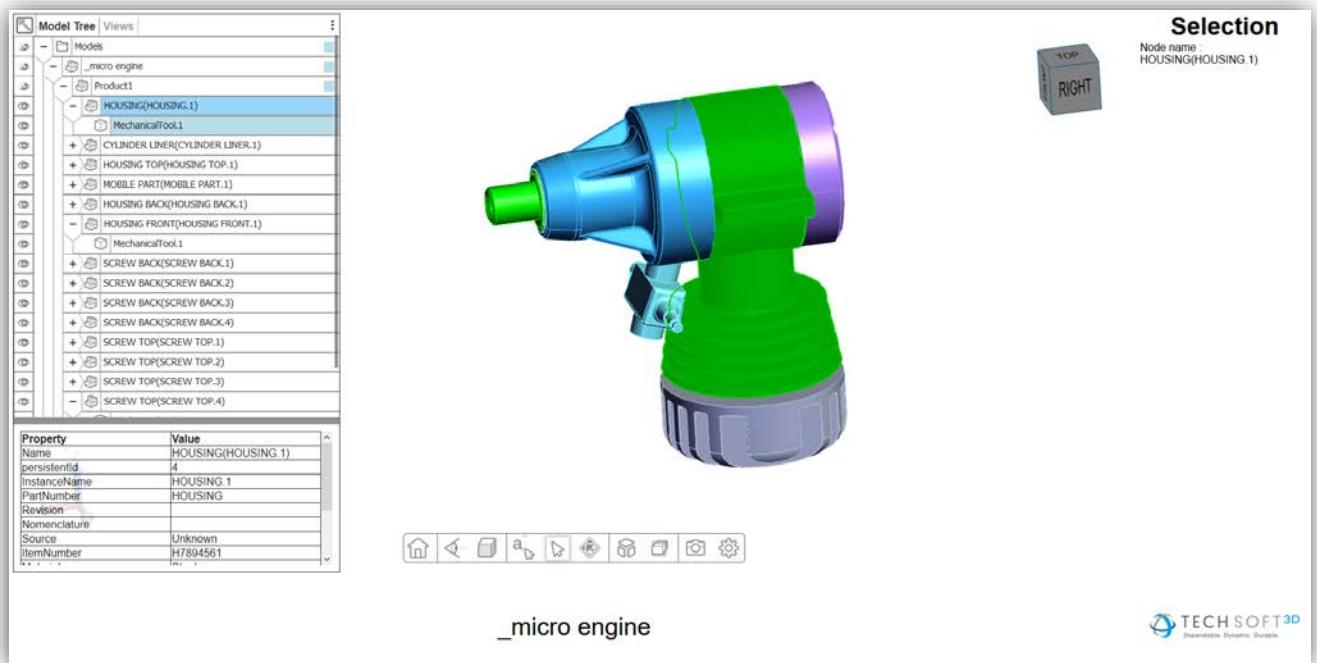 Model Tree Views
Models
_micro engine
Product1
HOUSING(HOUSING.1)
MechanicalTool.1
CYLINDER LINER(CYLINDER LINER.1)
HOUSING TOP(HOUSING TOP.1)
MOBILE PART(MOBILE PART.1)
HOUSING BACK(HOUSING BACK.1)
HOUSING FRONT(HOUSING FRONT.1)
MechanicalTool.1
SCREW BACK(SCREW BACK.1)
SCREW BACK(SCREW BACK.2)
SCREW BACK(SCREW BACK.3)
SCREW BACK(SCREW BACK.4)
SCREW TOP(SCREW TOP.1)
SCREW TOP(SCREW TOP.2)
SCREW TOP(SCREW TOP.3)
SCREW TOP(SCREW TOP.4)
Property Value
Name HOUSING(HOUSING.1)
persistentId 4
InstanceName HOUSING.1
PartNumber HOUSING
Revision
Nomenclature
Source Unknown
ItemNumber H7894561
TOP
RIGHT
Selection
Node name :
HOUSING(HOUSING.1)
a
_micro engine
TECH SOFT 3D
Dependable. Dynamic. Durable.